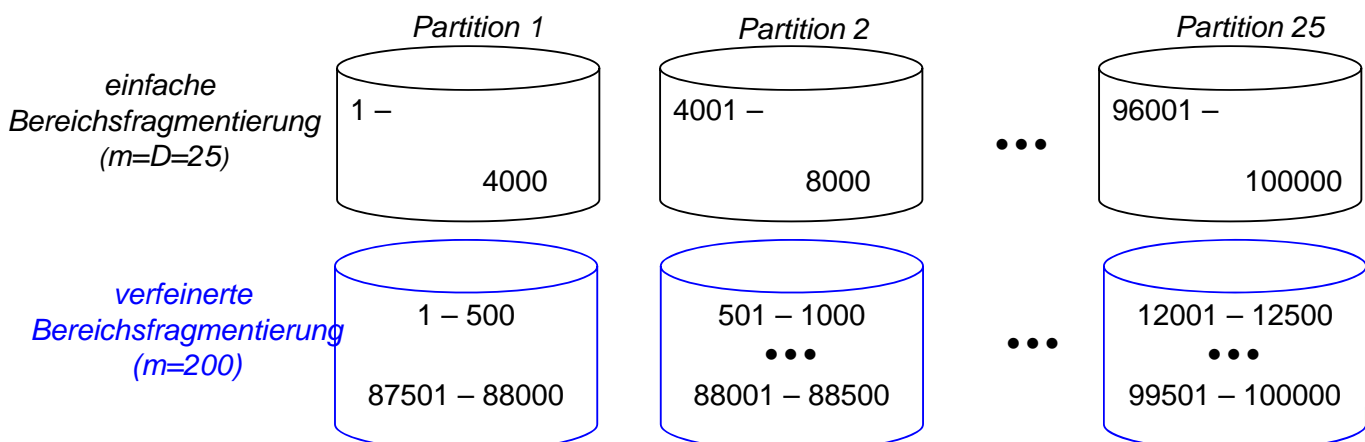 Partition 1
Partition 2
Partition 25
einfache
Bereichsfragmentierung
(m=D=25)
1 –
4000
4001 –
8000
•••
96001 –
100000
verfeinerte
Bereichsfragmentierung
(m=200)
1 – 500
87501 – 88000
501 – 1000
•••
88001 – 88500
•••
12001 – 12500
•••
99501 – 100000